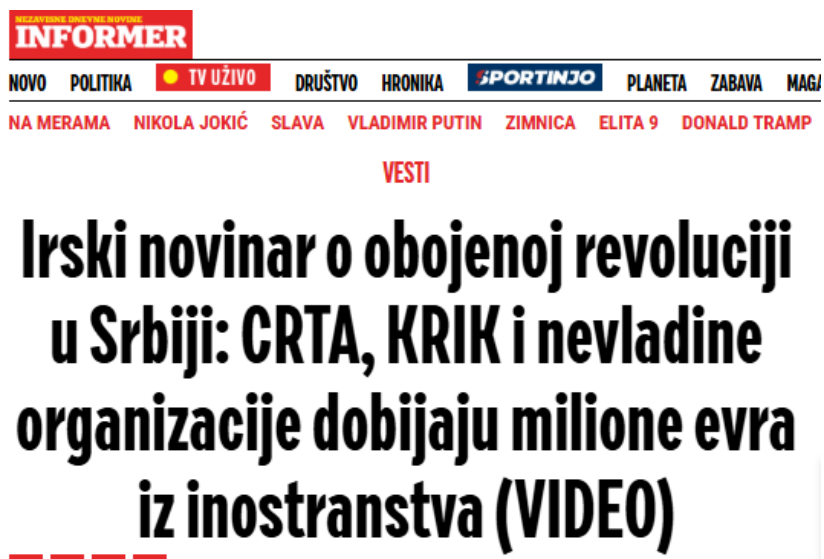 NEZAVISNE DNEVNE NOVINE
INFORMER
NOVO POLITIKA TV UŽIVO DRUŠTVO HRONIKA SPORTINJO PLANETA ZABAVA MAGA
NA MERAMA NIKOLA JOKIĆ SLAVA VLADIMIR PUTIN ZIMNICA ELITA 9 DONALD TRAMP
VESTI
Irski novinar o obojenoj revoluciji
u Srbiji: CRTA, KRIK i nevladine
organizacije dobijaju milione evra
iz inostranstva (VIDEO)